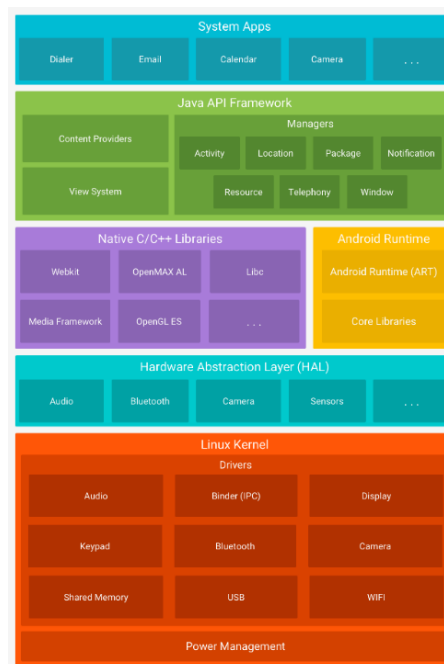 System Apps
Dialer Email Calendar Camera . . .
Java API Framework
Content Providers
View System
Managers
Activity Location Package Notification
Resource Telephony Window
Native C/C++ Libraries
Webkit OpenMAX AL Libc
Media Framework OpenGL ES . . .
Android Runtime
Android Runtime (ART)
Core Libraries
Hardware Abstraction Layer (HAL)
Audio Bluetooth Camera Sensors . . .
Linux Kernel
Drivers
Audio Binder (IPC) Display
Keypad Bluetooth Camera
Shared Memory USB WIFI
Power Management